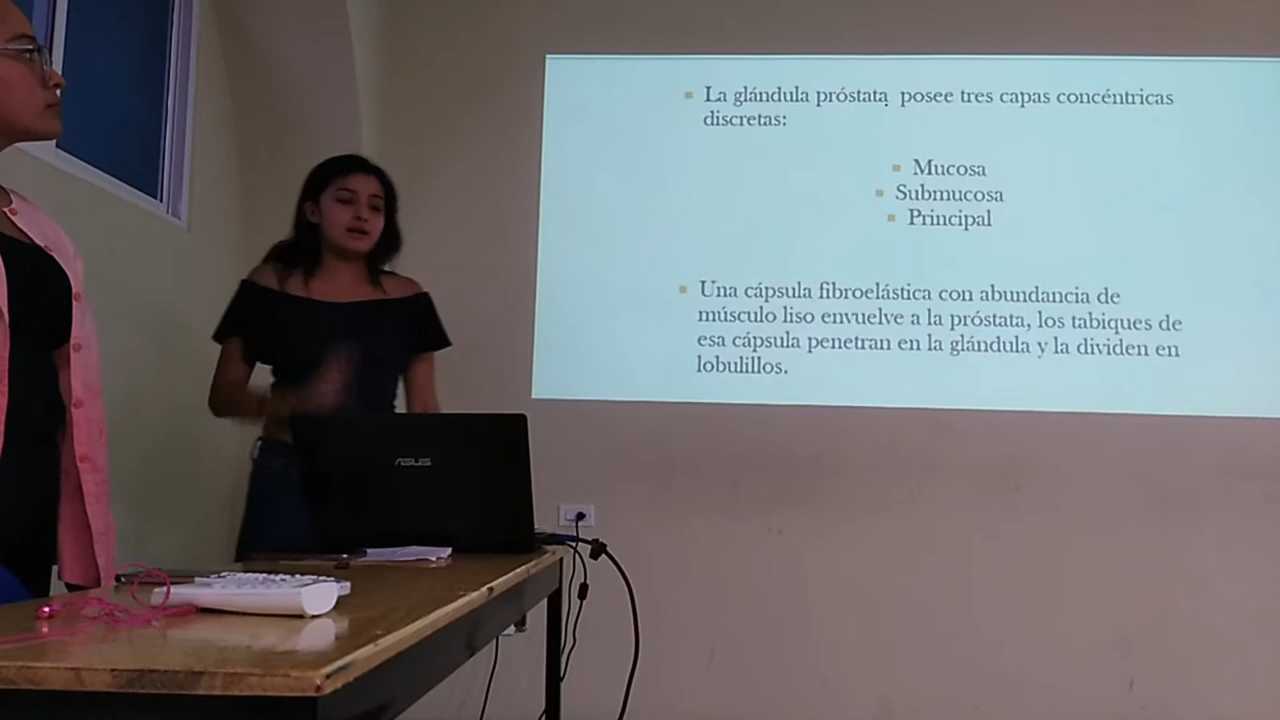 La glándula próstata posee tres capas concéntricas
discretas:
Mucosa
Submucosa
Principal
Una cápsula fibroelástica con abundancia de
músculo liso envuelve a la próstata, los tabiques de
esa cápsula penetran en la glándula y la dividen en
lobulillos.
ASUS